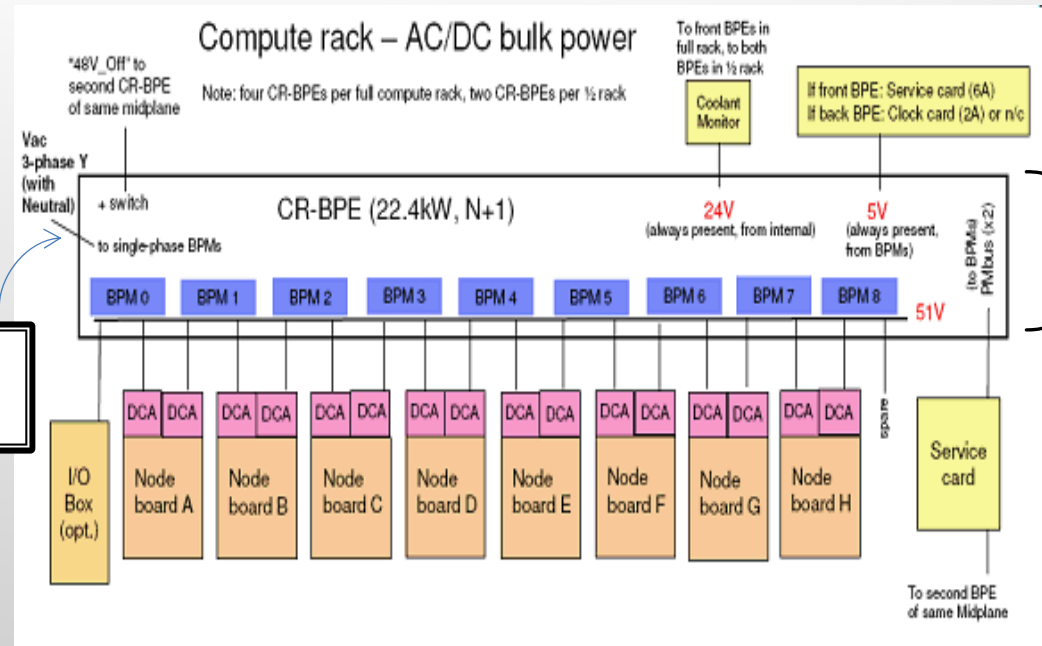 Compute rack – AC/DC bulk power
Note: four CR-BPEs per full compute rack, two CR-BPEs per ½ rack
"48V_Off" to
second CR-BPE
of same midplane
To front BPEs in
full rack, to both
BPEs in ½ rack
Coolant
Monitor
If front BPE: Service card (6A)
If back BPE: Clock card (2A) or n/c
Vac
3-phase Y
(with
Neutral)
+ switch
to single-phase BPMs
CR-BPE (22.4kW, N+1)
24V
(always present, from internal)
5V
(always present,
from BPMs)
(to BPMs)
PMbus (x2)
BPM 0
BPM 1
BPM 2
BPM 3
BPM 4
BPM 5
BPM 6
BPM 7
BPM 8
51V
DCA DCA
DCA DCA
DCA DCA
DCA DCA
DCA DCA
DCA DCA
DCA DCA
DCA DCA
spare
I/O
Box
(opt.)
Node
board A
Node
board B
Node
board C
Node
board D
Node
board E
Node
board F
Node
board G
Node
board H
Service
card
To second BPE
of same Midplane